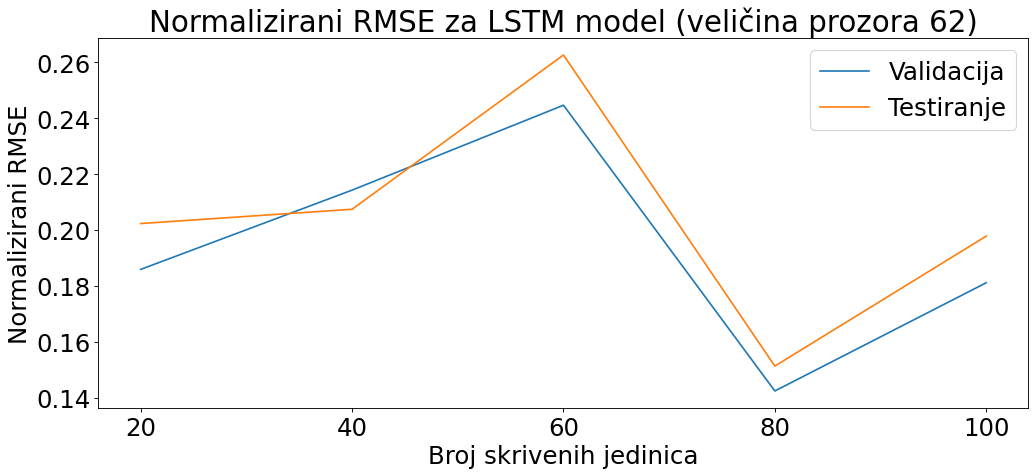 Normalizirani RMSE za LSTM model (veličina prozora 62)
Normalizirani RMSE
0.26
0.24
0.22
0.20
0.18
0.16
0.14
Validacija
Testiranje
20 40 60 80 100
Broj skrivenih jedinica